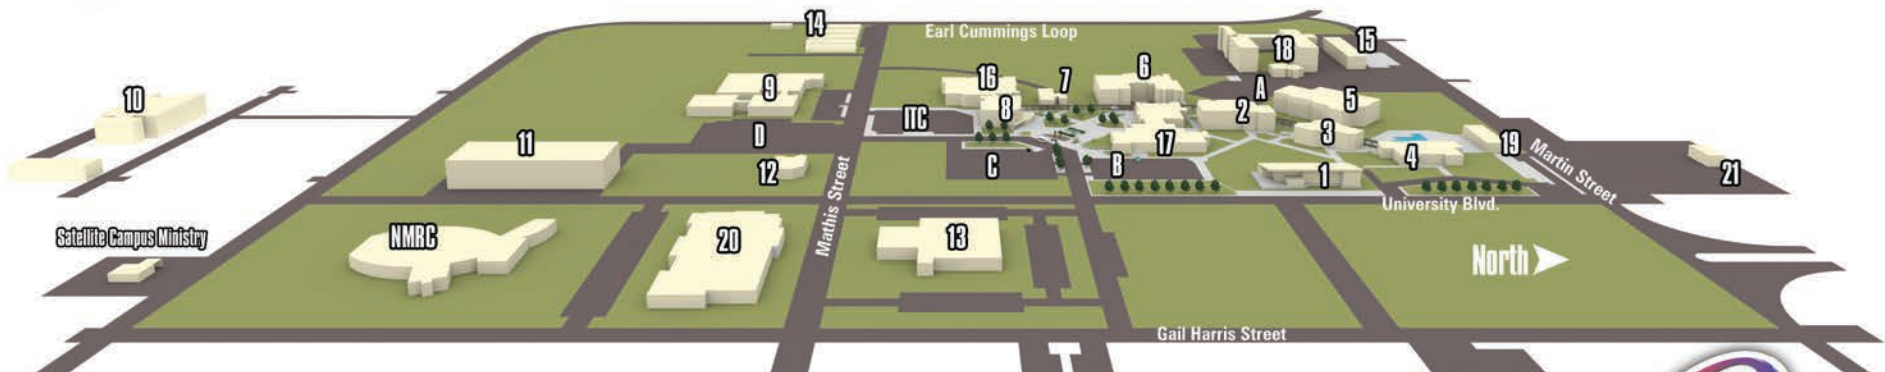 14
Earl Cummings Loop
18
15
10
9
16
7
6
A
5
8
2
ITC
11
D
17
3
12
C
B
4
19
1
Martin Street
21
Mathis Street
University Blvd.
Satellite Campus Ministry
NMRC
20
13
North
Gail Harris Street